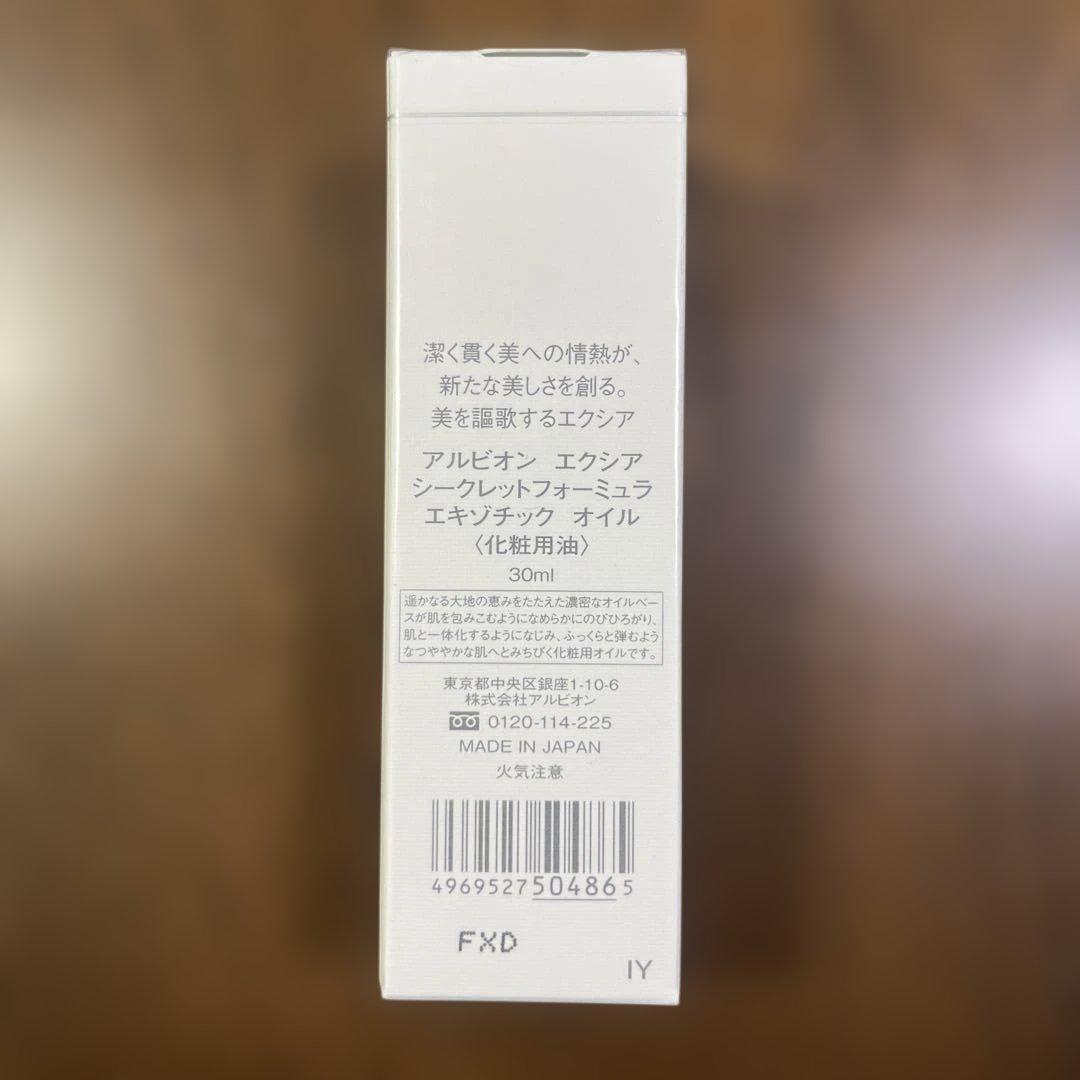 潔く貫く美への情熱が、
新たな美しさを創る。
美を謳歌するエクシア
アルビオン エクシア
シークレットフォーミュラ
エキゾチック オイル
〈化粧用油〉
30ml
遥かなる大地の恵みをたたえた濃密なオイルベー
スが肌を包みこむようになめらかにのびひろがり、
肌と一体化するようになじみ、ふっくらと弾むよう
なつややかな肌へとみちびく化粧用オイルです。
東京都中央区銀座1-10-6
株式会社アルビオン
0120-114-225
MADE IN JAPAN
火気注意
4969527504865
FXD
IY